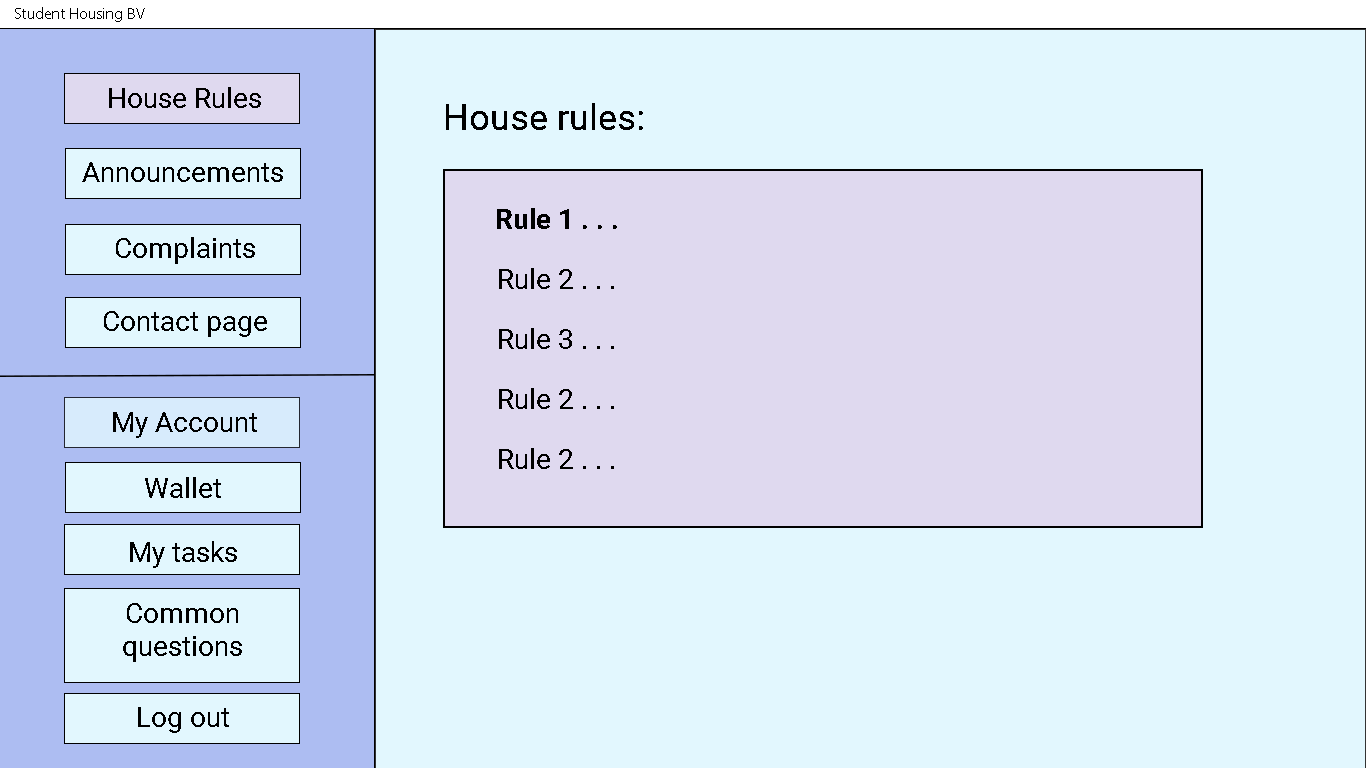 Student Housing BV
House Rules
Announcements
Complaints
Contact page
My Account
Wallet
My tasks
Common
questions
Log out
House rules:
Rule 1 . . .
Rule 2 . . .
Rule 3 . . .
Rule 2 . . .
Rule 2 . . .